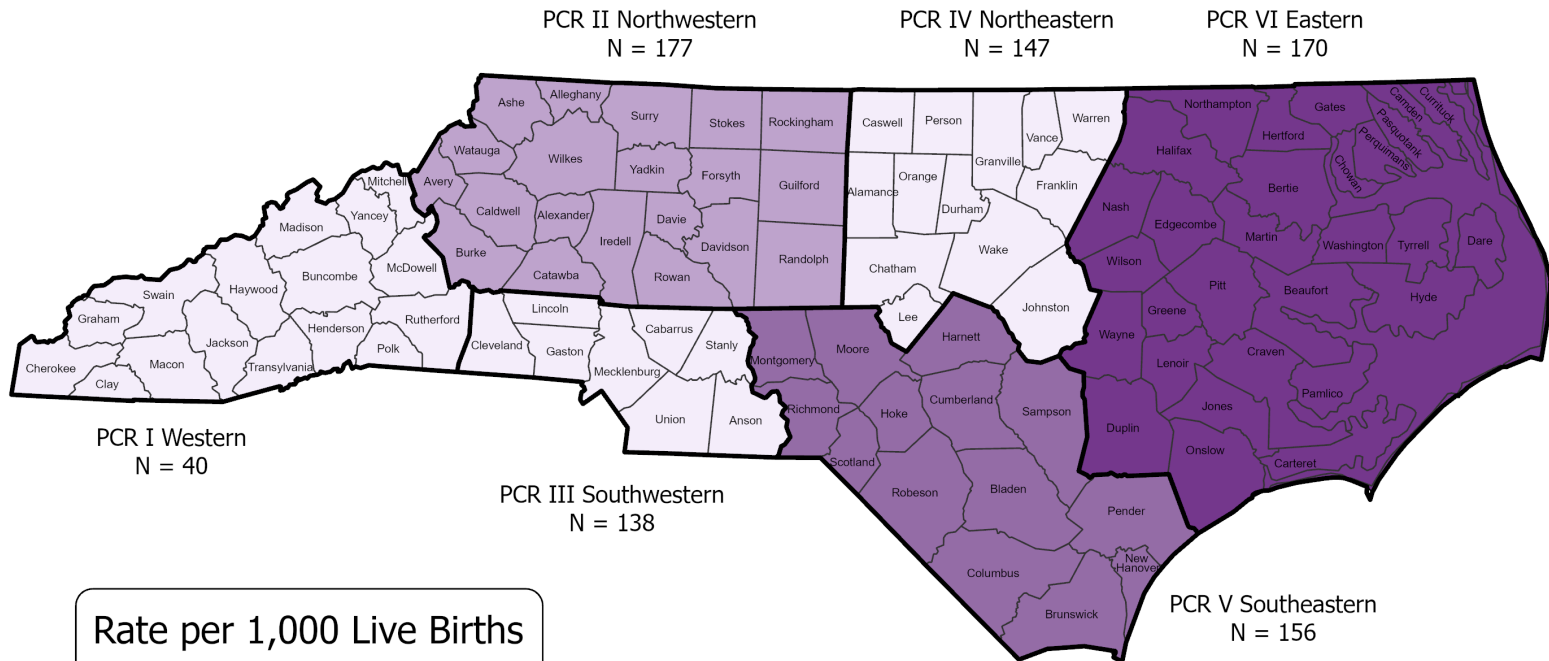 PCR II Northwestern
N = 177
PCR IV Northeastern
N = 147
PCR VI Eastern
N = 170
Ashe
Alleghany
Surry
Stokes
Rockingham
Watauga
Wilkes
Yadkin
Forsyth
Guilford
Avery
Caldwell
Alexander
Davie
Iredell
Davidson
Burke
Catawba
Rowan
Randolph
Caswell
Person
Granville
Vance
Warren
Alamance
Orange
Durham
Franklin
Wake
Chatham
Lee
Johnston
Northampton
Gates
Camden
Currituck
Pasquotank
Perquimans
Chowan
Hertford
Halifax
Bertie
Nash
Edgecombe
Martin
Washington
Tyrrell
Dare
Wilson
Pitt
Beaufort
Hyde
Greene
Wayne
Lenoir
Craven
Pamlico
Jones
Duplin
Onslow
Carteret
Mitchell
Yancey
Madison
McDowell
Buncombe
Haywood
Swain
Graham
Rutherford
Henderson
Jackson
Polk
Transylvania
Macon
Cherokee
Clay
PCR I Western
N = 40
Lincoln
Cleveland
Gaston
Cabarrus
Stanly
Mecklenburg
Union
Anson
PCR III Southwestern
N = 138
Montgomery
Moore
Harnett
Richmond
Hoke
Cumberland
Sampson
Scotland
Robeson
Bladen
Pender
Columbus
New
Hanover
Brunswick
PCR V Southeastern
N = 156
Rate per 1,000 Live Births